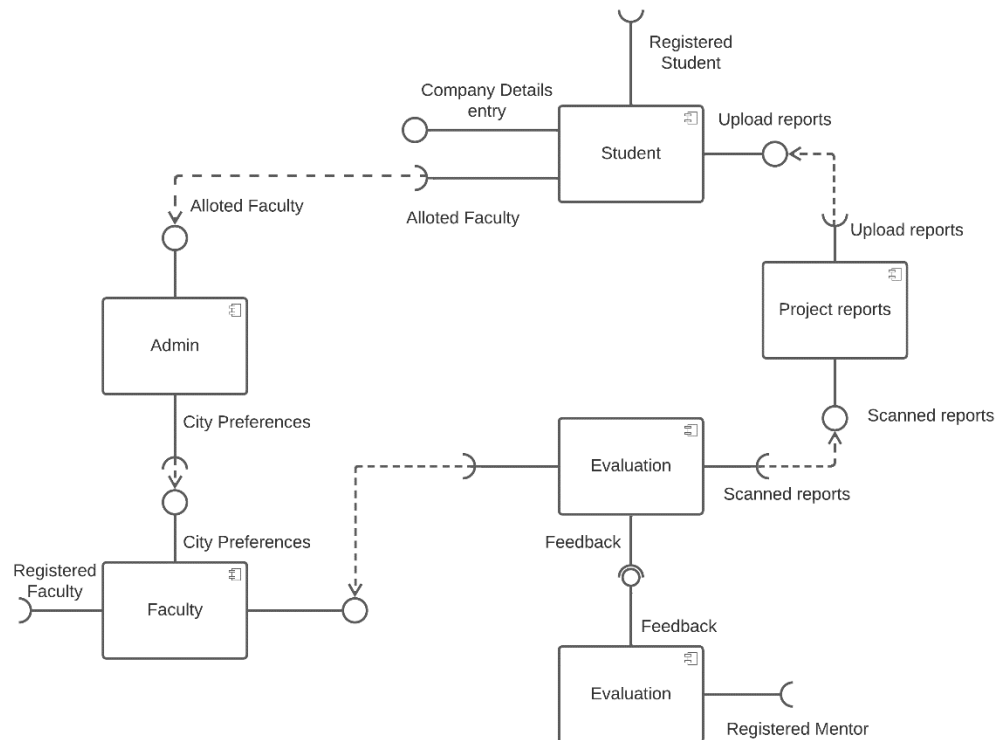 Registered
Student
Company Details
entry
Upload reports
Student
Alloted Faculty
Alloted Faculty
Upload reports
Project reports
Admin
City Preferences
Scanned reports
Evaluation
Scanned reports
City Preferences
Feedback
Registered
Faculty
Faculty
Feedback
Evaluation
Registered Mentor